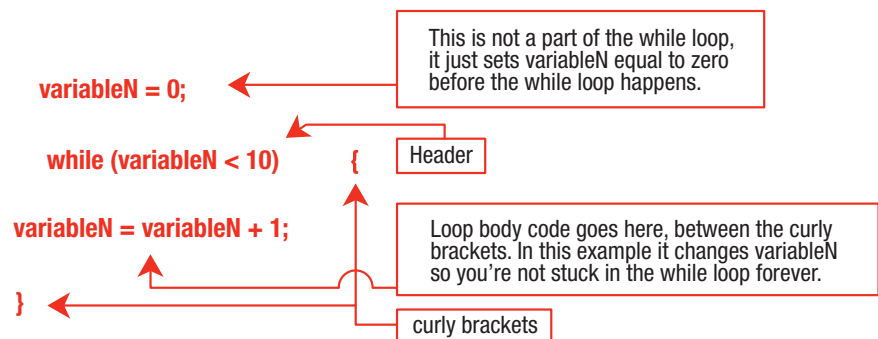 This is not a part of the while loop,
it just sets variableN equal to zero
before the while loop happens.
variableN = 0;
while (variableN < 10) {
Header
variableN = variableN + 1;
Loop body code goes here, between the curly
brackets. In this example it changes variableN
so you're not stuck in the while loop forever.
}
curly brackets